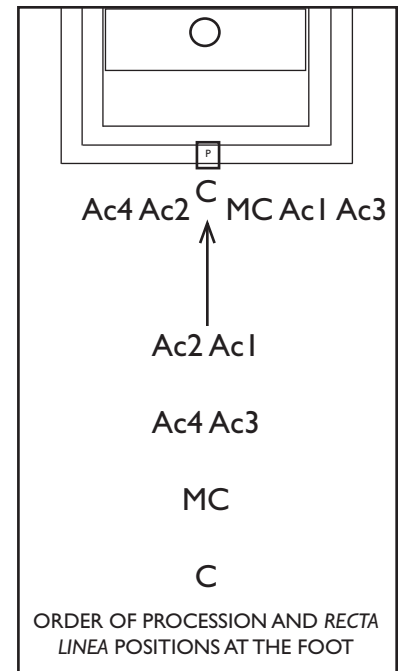 P
C
Ac4 Ac2 MC Ac1 Ac3
Ac2 Ac1
Ac4 Ac3
MC
C
ORDER OF PROCESSION AND RECTA
LINEA POSITIONS AT THE FOOT